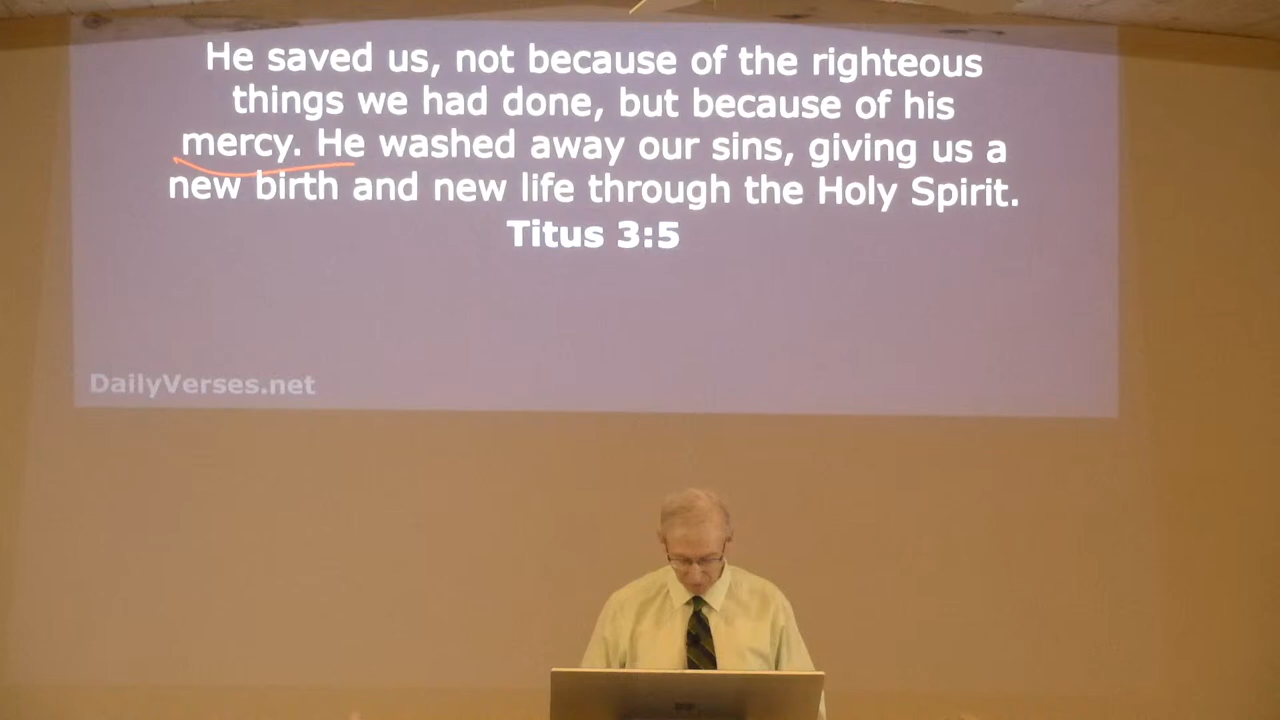 He saved us, not because of the righteous
things we had done, but because of his
mercy. He washed away our sins, giving us a
new birth and new life through the Holy Spirit.
Titus 3:5
DailyVerses.net